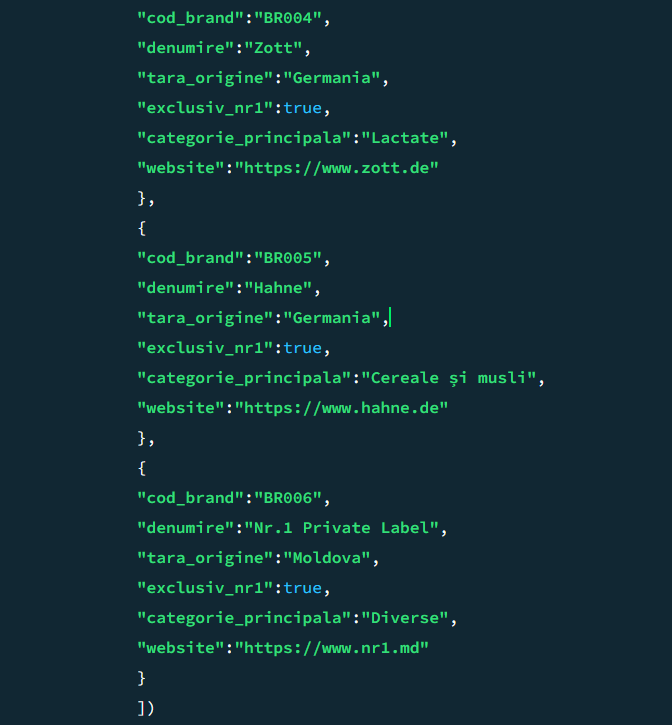 "cod_brand":"BR004",
"denumire":"Zott",
"tara_origine":"Germania",
"exclusiv_nr1":true,
"categorie_principala":"Lactate",
"website":"https://www.zott.de"
},
{
"cod_brand":"BR005",
"denumire":"Hahne",
"tara_origine":"Germania",
"exclusiv_nr1":true,
"categorie_principala":"Cereale și musli",
"website":"https://www.hahne.de"
},
{
"cod_brand":"BR006",
"denumire":"Nr.1 Private Label",
"tara_origine":"Moldova",
"exclusiv_nr1":true,
"categorie_principala":"Diverse",
"website":"https://www.nr1.md"
}
])